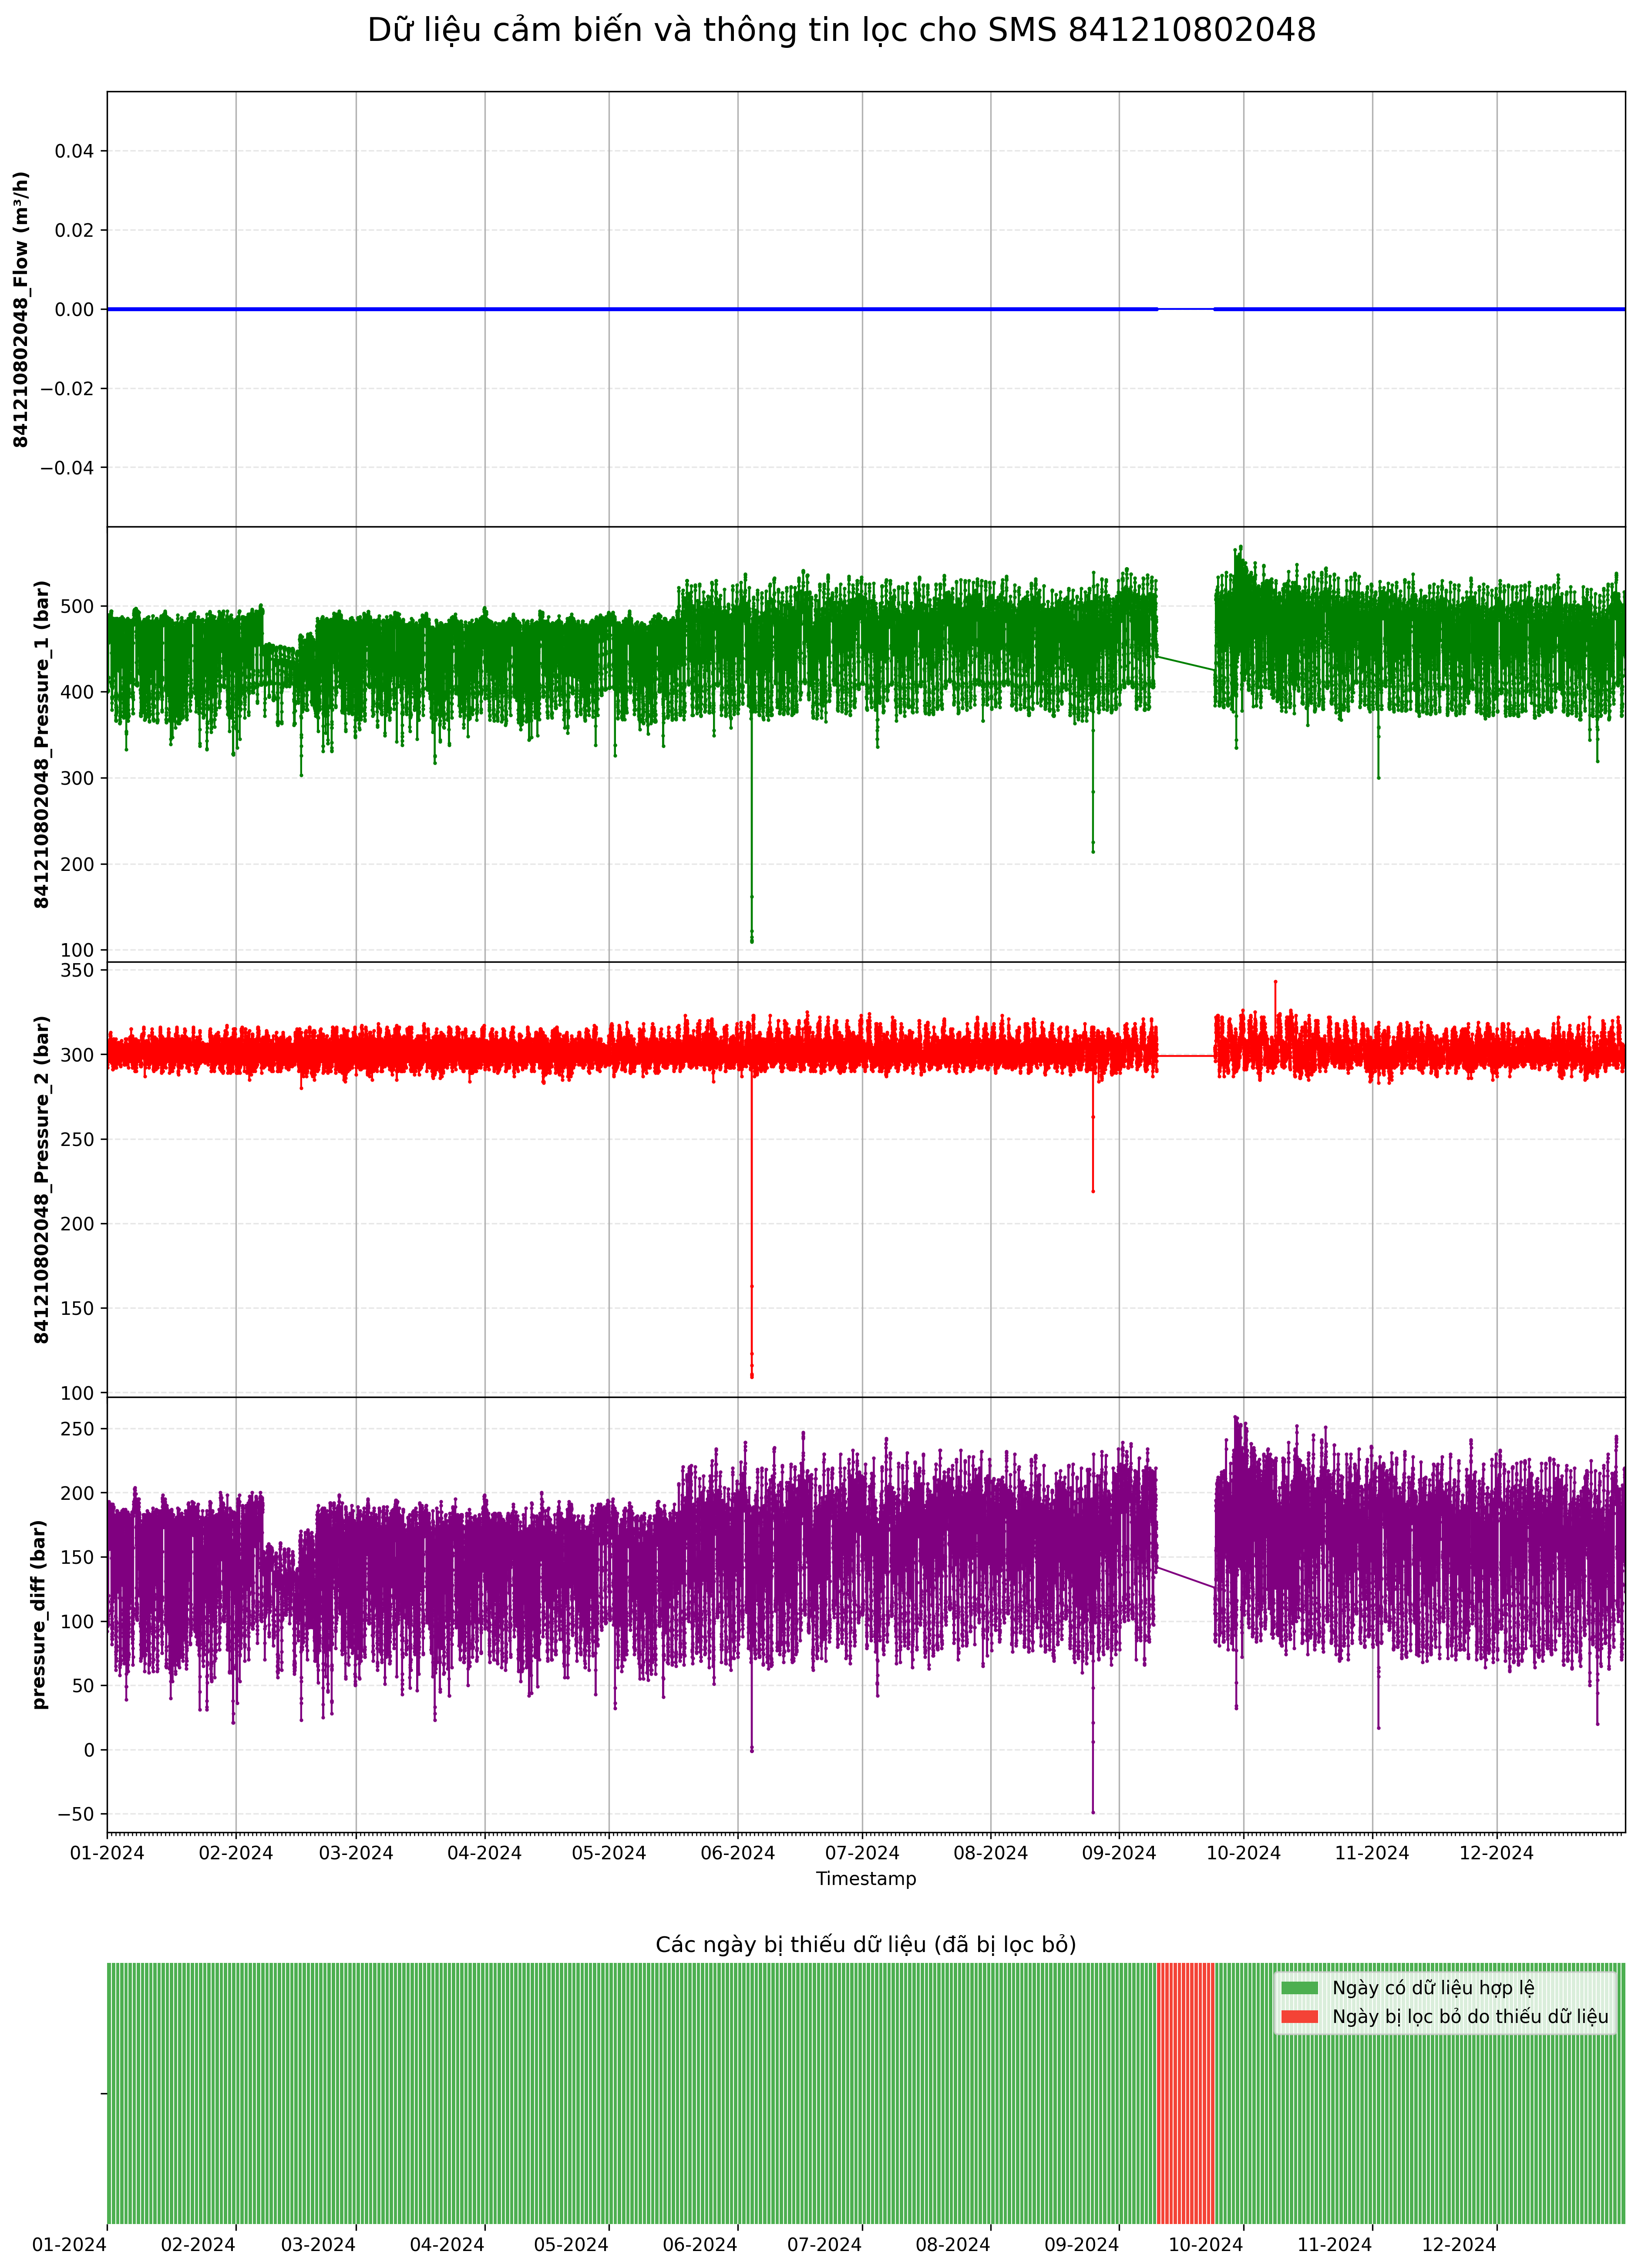 Dữ liệu cảm biến và thông tin lọc cho SMS 841210802048
841210802048_Flow (m³/h)
0.04
0.02
0.00
−0.02
−0.04
841210802048_Pressure_1 (bar)
500
400
300
200
100
841210802048_Pressure_2 (bar)
350
300
250
200
150
100
pressure_diff (bar)
250
200
150
100
50
0
−50
01-2024 02-2024 03-2024 04-2024 05-2024 06-2024 07-2024 08-2024 09-2024 10-2024 11-2024 12-2024
Timestamp
Các ngày bị thiếu dữ liệu (đã bị lọc bỏ)
Ngày có dữ liệu hợp lệ
Ngày bị lọc bỏ do thiếu dữ liệu
01-2024 02-2024 03-2024 04-2024 05-2024 06-2024 07-2024 08-2024 09-2024 10-2024 11-2024 12-2024